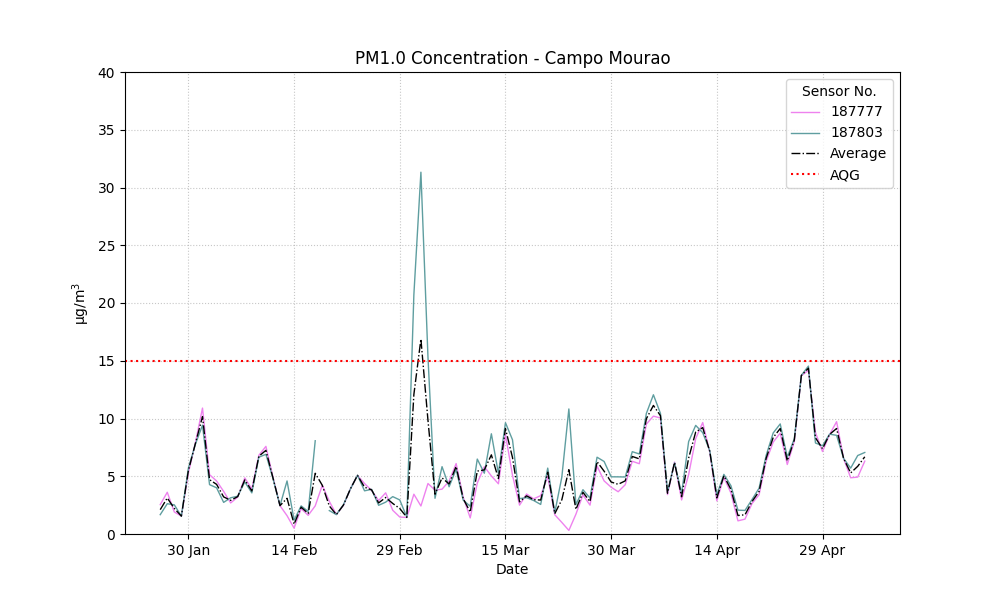 PM1.0 Concentration - Campo Mourao
40
35
30
25
20
15
10
5
0
µg/m³
30 Jan
14 Feb
29 Feb
15 Mar
30 Mar
14 Apr
29 Apr
Date
Sensor No.
187777
187803
Average
AQG